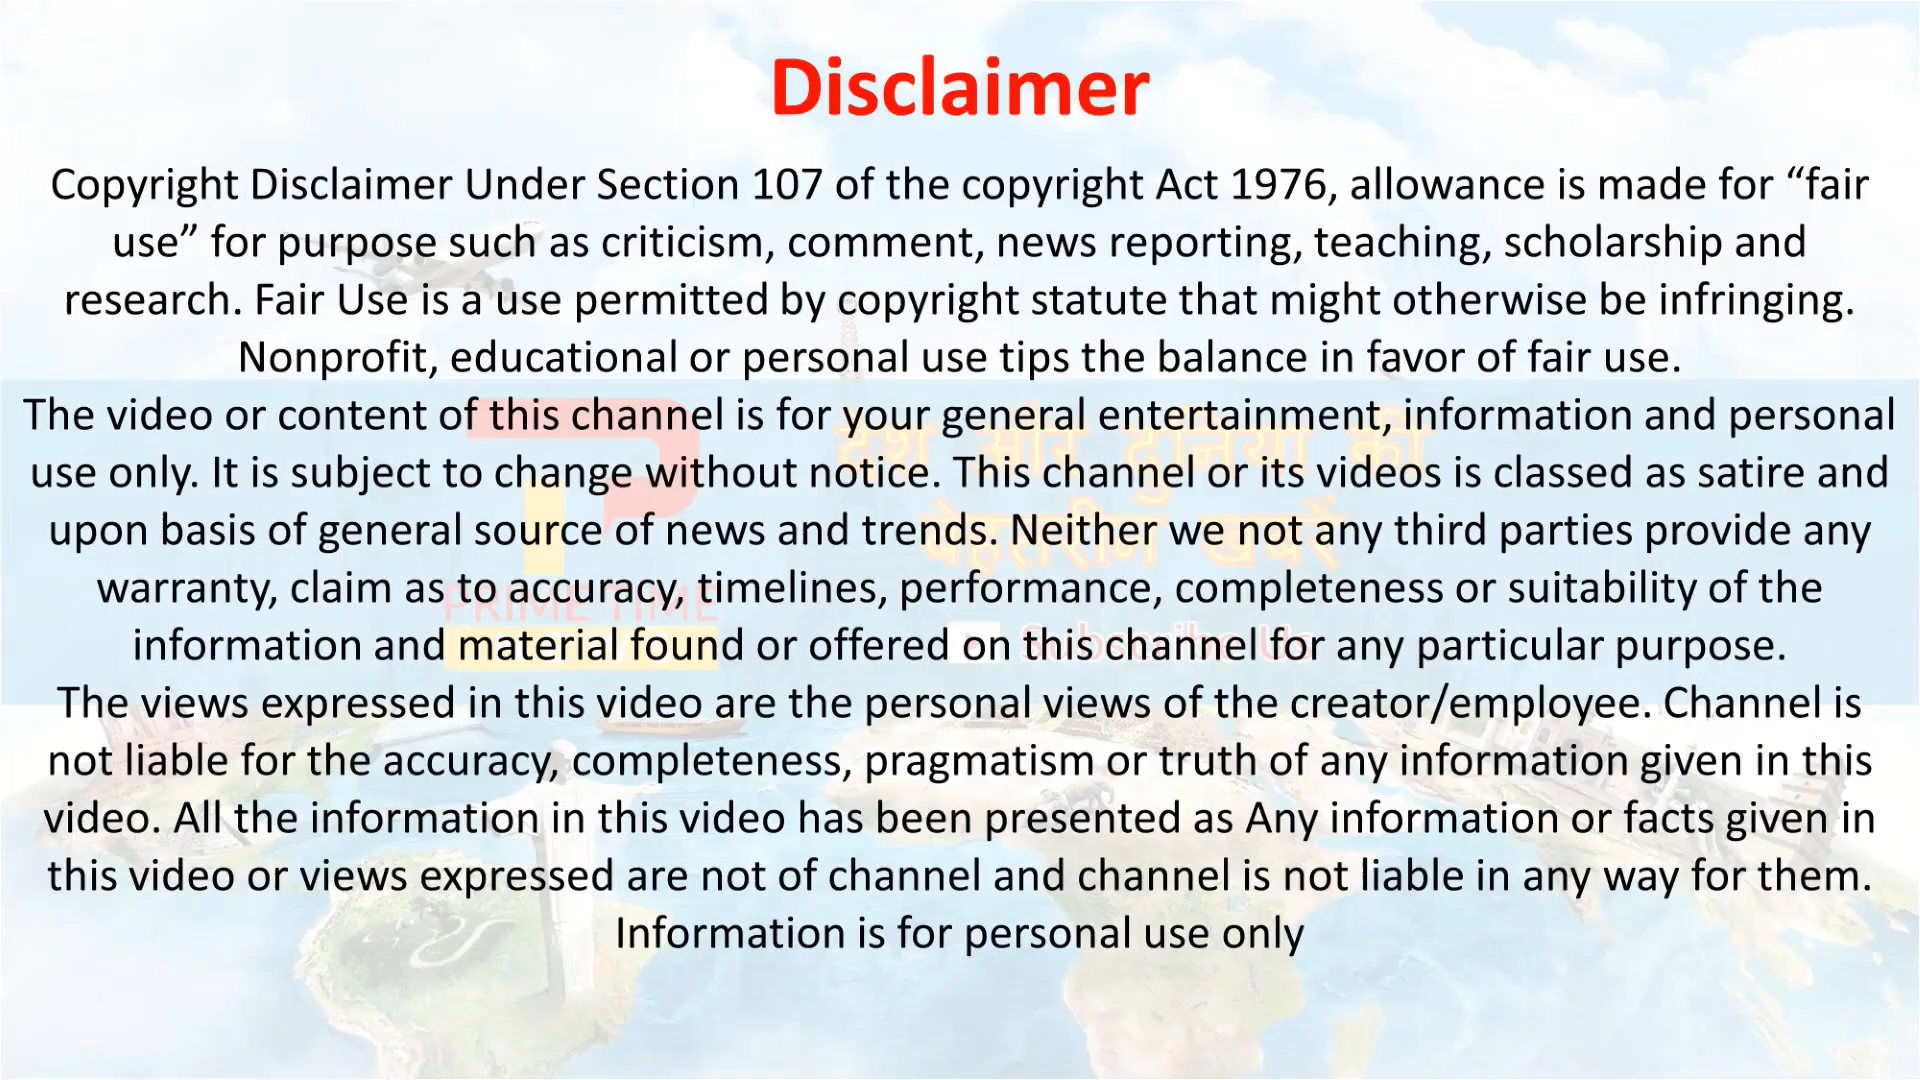 Disclaimer
Copyright Disclaimer Under Section 107 of the copyright Act 1976, allowance is made for “fair
use” for purpose such as criticism, comment, news reporting, teaching, scholarship and
research. Fair Use is a use permitted by copyright statute that might otherwise be infringing.
Nonprofit, educational or personal use tips the balance in favor of fair use.
The video or content of this channel is for your general entertainment, information and personal
use only. It is subject to change without notice. This channel or its videos is classed as satire and
upon basis of general source of news and trends. Neither we not any third parties provide any
warranty, claim as to accuracy, timelines, performance, completeness or suitability of the
information and material found or offered on this channel for any particular purpose.
The views expressed in this video are the personal views of the creator/employee. Channel is
not liable for the accuracy, completeness, pragmatism or truth of any information given in this
video. All the information in this video has been presented as Any information or facts given in
this video or views expressed are not of channel and channel is not liable in any way for them.
Information is for personal use only
देश और दुनिया की
बेहतरीन खबरें
PRIME TIME
Subscribe Us